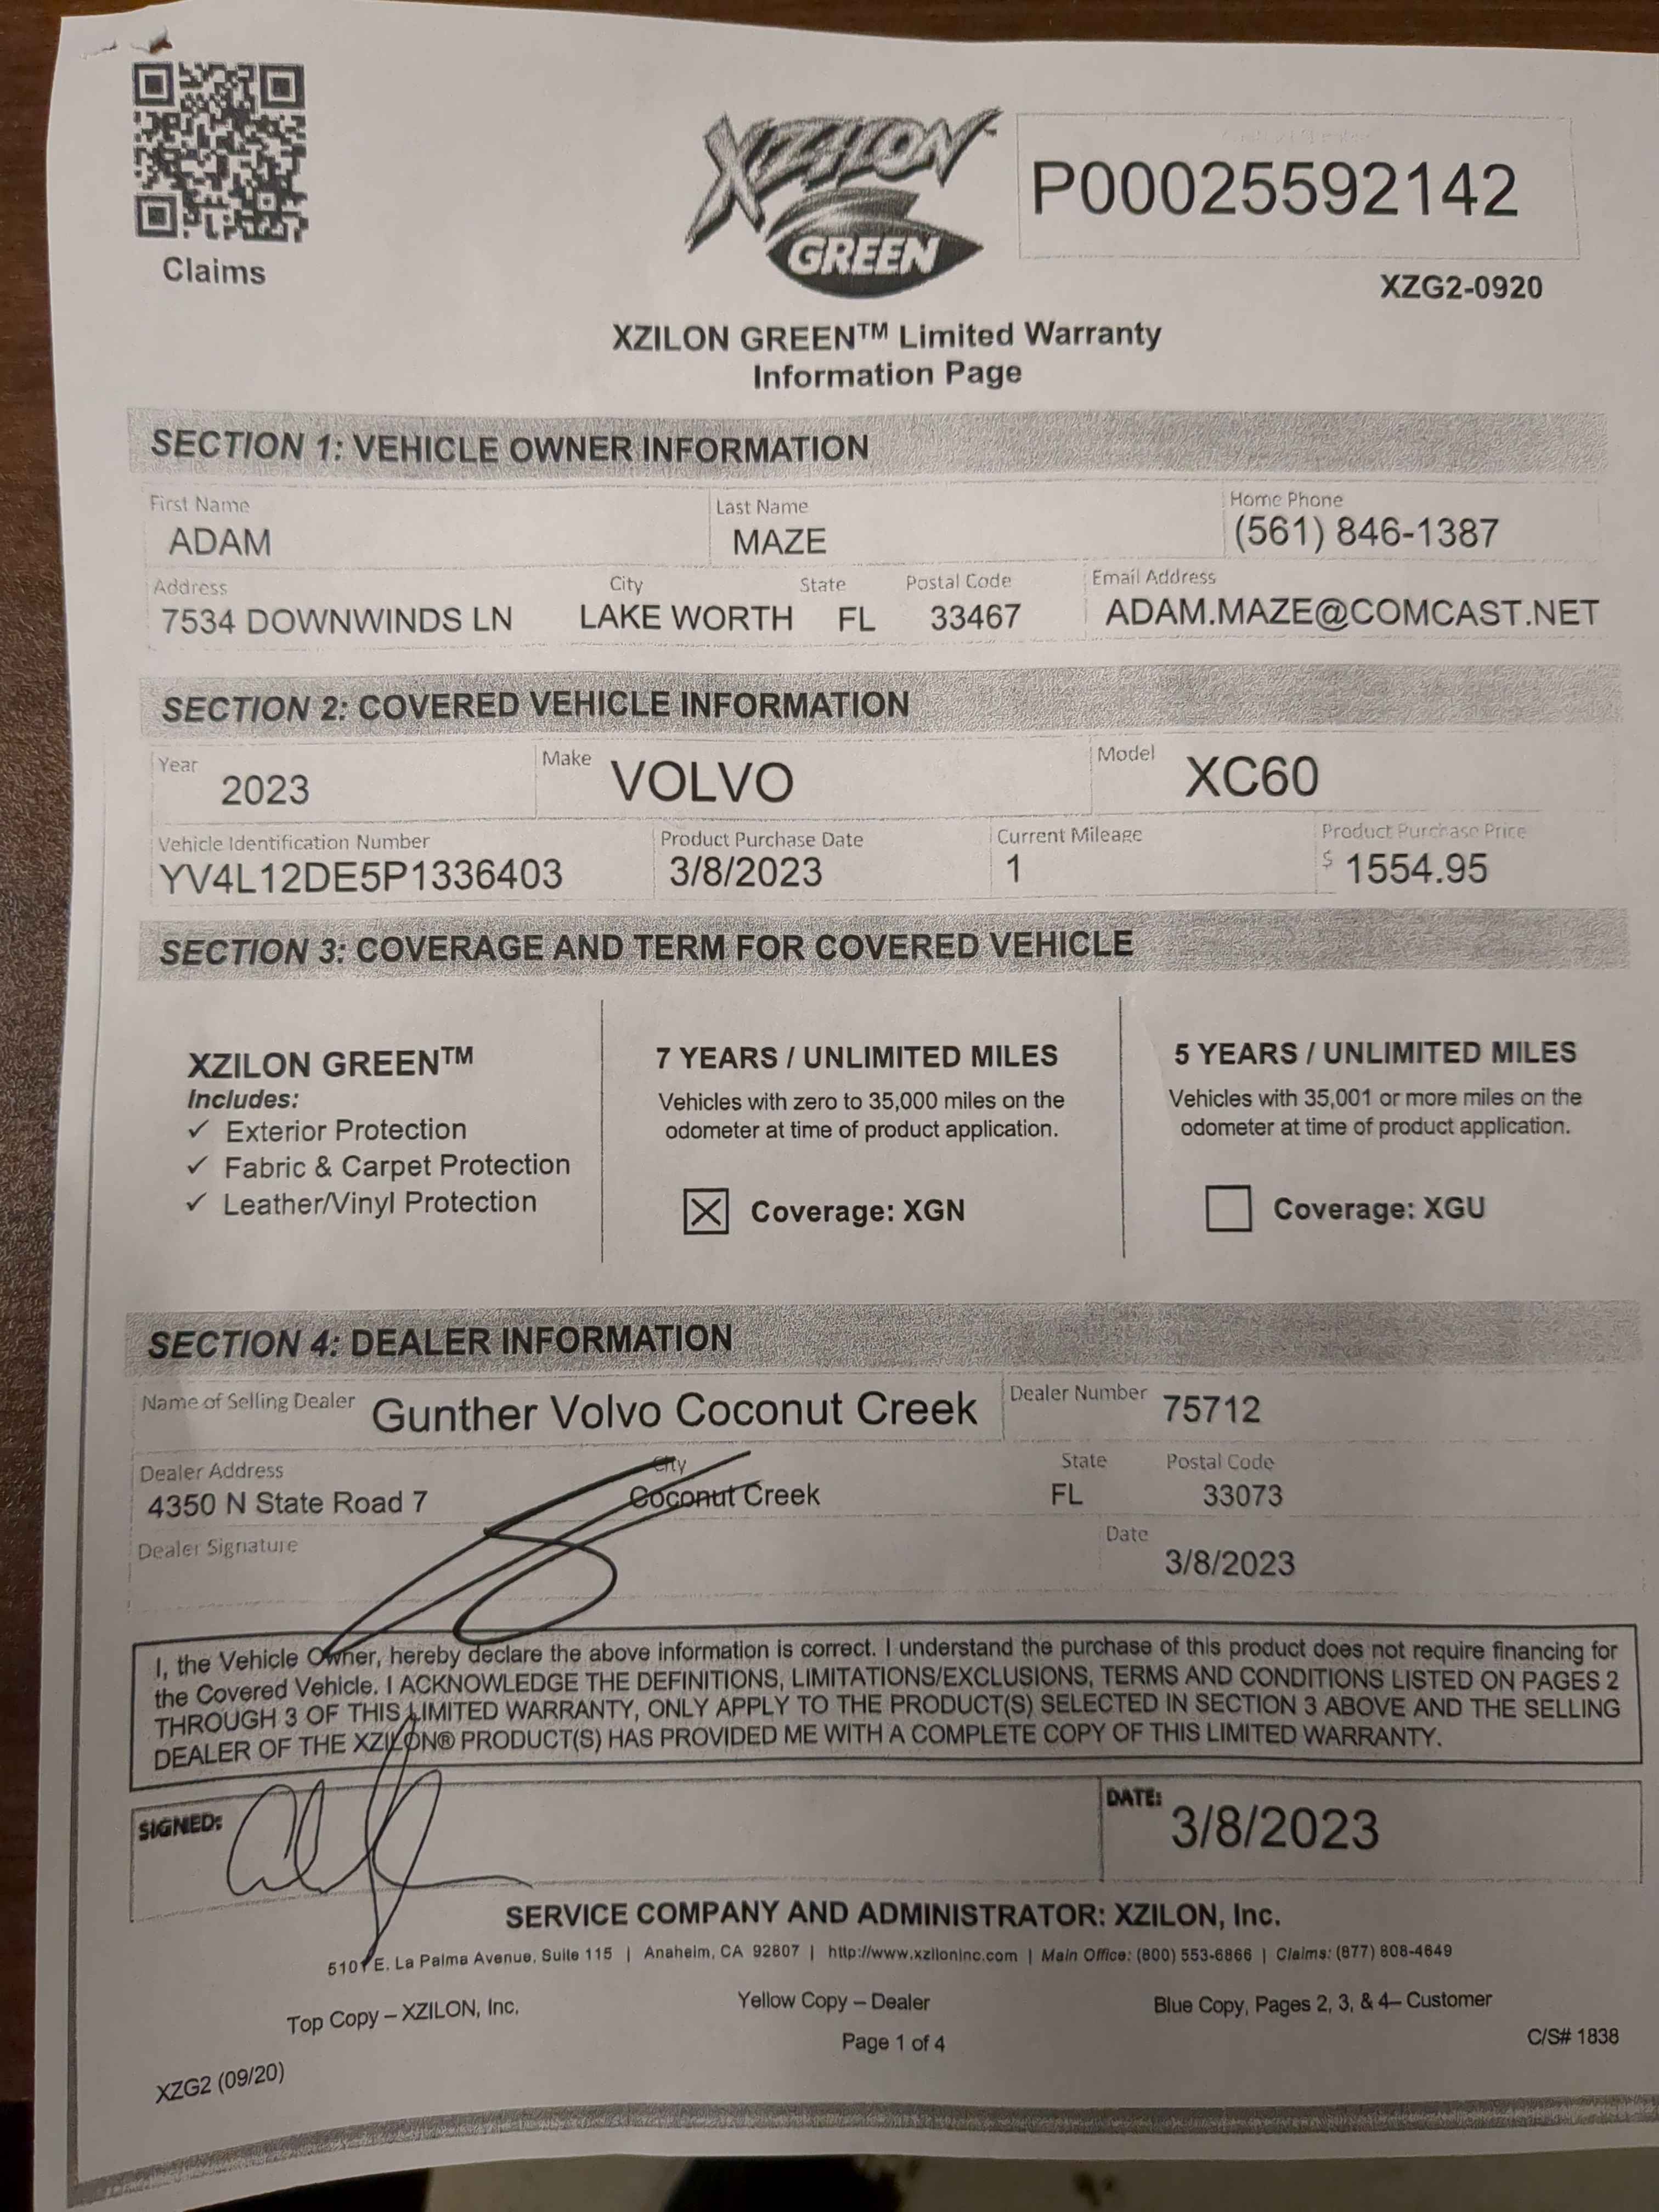 XZILON
GREEN
P00025592142
Claims
XZG2-0920
XZILON GREEN™ Limited Warranty
Information Page
SECTION 1: VEHICLE OWNER INFORMATION
First Name Last Name Home Phone
ADAM MAZE (561) 846-1387
Address City State Postal Code Email Address
7534 DOWNWINDS LN LAKE WORTH FL 33467 ADAM.MAZE@COMCAST.NET
SECTION 2: COVERED VEHICLE INFORMATION
Year 2023 Make VOLVO Model XC60
Vehicle Identification Number Product Purchase Date Current Mileage Product Purchase Price
YV4L12DE5P1336403 3/8/2023 1 $ 1554.95
SECTION 3: COVERAGE AND TERM FOR COVERED VEHICLE
XZILON GREEN™
Includes:
✓ Exterior Protection
✓ Fabric & Carpet Protection
✓ Leather/Vinyl Protection
7 YEARS / UNLIMITED MILES
Vehicles with zero to 35,000 miles on the
odometer at time of product application.
☒ Coverage: XGN
5 YEARS / UNLIMITED MILES
Vehicles with 35,001 or more miles on the
odometer at time of product application.
☐ Coverage: XGU
SECTION 4: DEALER INFORMATION
Name of Selling Dealer Gunther Volvo Coconut Creek Dealer Number 75712
Dealer Address City State Postal Code
4350 N State Road 7 Coconut Creek FL 33073
Dealer Signature Date
3/8/2023
I, the Vehicle Owner, hereby declare the above information is correct. I understand the purchase of this product does not require financing for
the Covered Vehicle. I ACKNOWLEDGE THE DEFINITIONS, LIMITATIONS/EXCLUSIONS, TERMS AND CONDITIONS LISTED ON PAGES 2
THROUGH 3 OF THIS LIMITED WARRANTY, ONLY APPLY TO THE PRODUCT(S) SELECTED IN SECTION 3 ABOVE AND THE SELLING
DEALER OF THE XZILON® PRODUCT(S) HAS PROVIDED ME WITH A COMPLETE COPY OF THIS LIMITED WARRANTY.
SIGNED: DATE: 3/8/2023
SERVICE COMPANY AND ADMINISTRATOR: XZILON, Inc.
5101 E. La Palma Avenue, Suite 115 | Anaheim, CA 92807 | http://www.xziloninc.com | Main Office: (800) 553-6866 | Claims: (877) 808-4649
Top Copy – XZILON, Inc. Yellow Copy – Dealer Blue Copy, Pages 2, 3, & 4– Customer
Page 1 of 4
C/S# 1838
XZG2 (09/20)